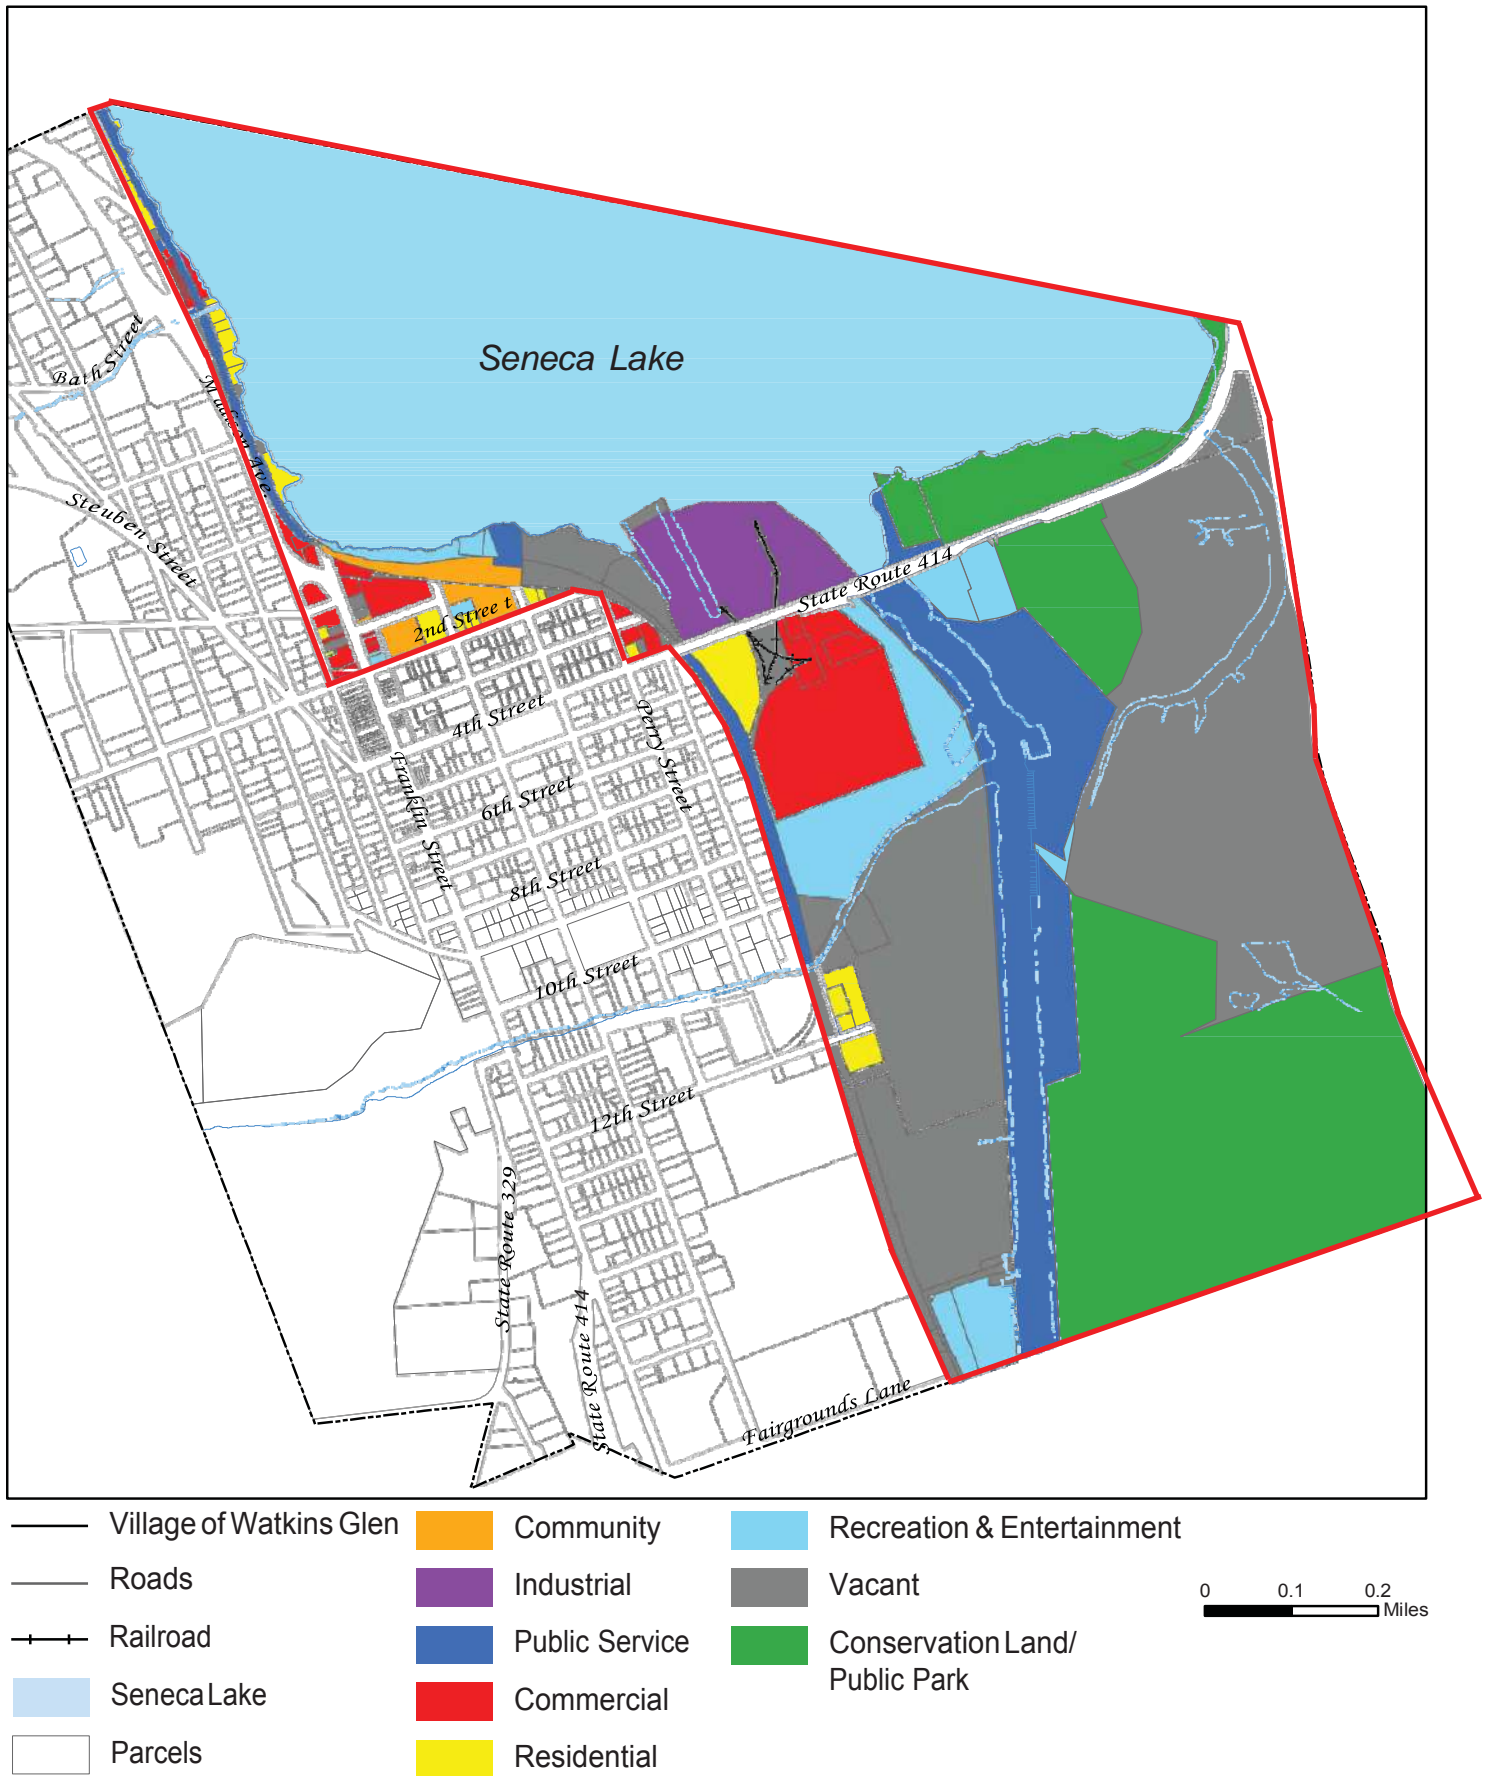 Seneca Lake
Bath Street
Madison Ave.
Steuben Street
2nd Stree t
State Route 414
4th Street
Perry Street
Franklin Street
6th Street
8th Street
10th Street
12th Street
State Route 329
State Route 414
Fairgrounds Lane
Village of Watkins Glen
Roads
Railroad
Seneca Lake
Parcels
Community
Industrial
Public Service
Commercial
Residential
Recreation & Entertainment
Vacant
Conservation Land/
Public Park
0 0.1 0.2
Miles